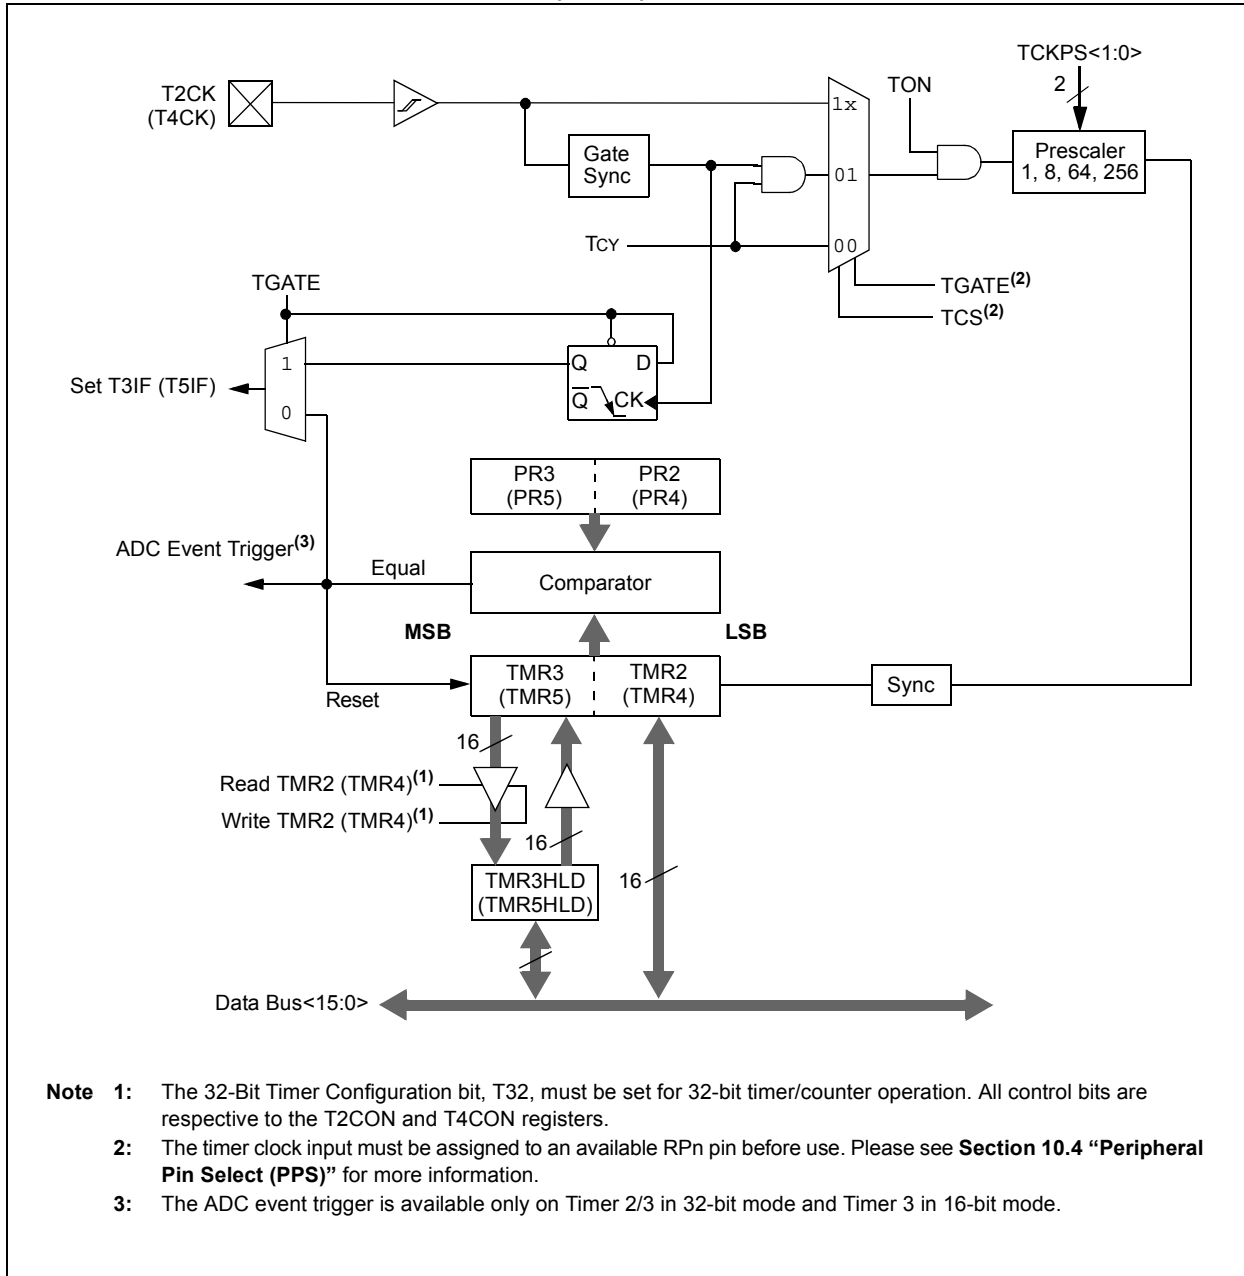 TCKPS<1:0>
2
T2CK
(T4CK)
TON
1x
Prescaler
1, 8, 64, 256
Gate
Sync
01
TCY
00
TGATE(2)
TCS(2)
TGATE
1
Q D
Set T3IF (T5IF)
Q CK
0
PR3
(PR5)
PR2
(PR4)
ADC Event Trigger(3)
Equal
Comparator
MSB
LSB
TMR3
(TMR5)
TMR2
(TMR4)
Sync
Reset
16
Read TMR2 (TMR4)(1)
Write TMR2 (TMR4)(1)
16
TMR3HLD
(TMR5HLD)
16
Data Bus<15:0>
Note 1: The 32-Bit Timer Configuration bit, T32, must be set for 32-bit timer/counter operation. All control bits are
respective to the T2CON and T4CON registers.
2: The timer clock input must be assigned to an available RPn pin before use. Please see Section 10.4 “Peripheral
Pin Select (PPS)” for more information.
3: The ADC event trigger is available only on Timer 2/3 in 32-bit mode and Timer 3 in 16-bit mode.